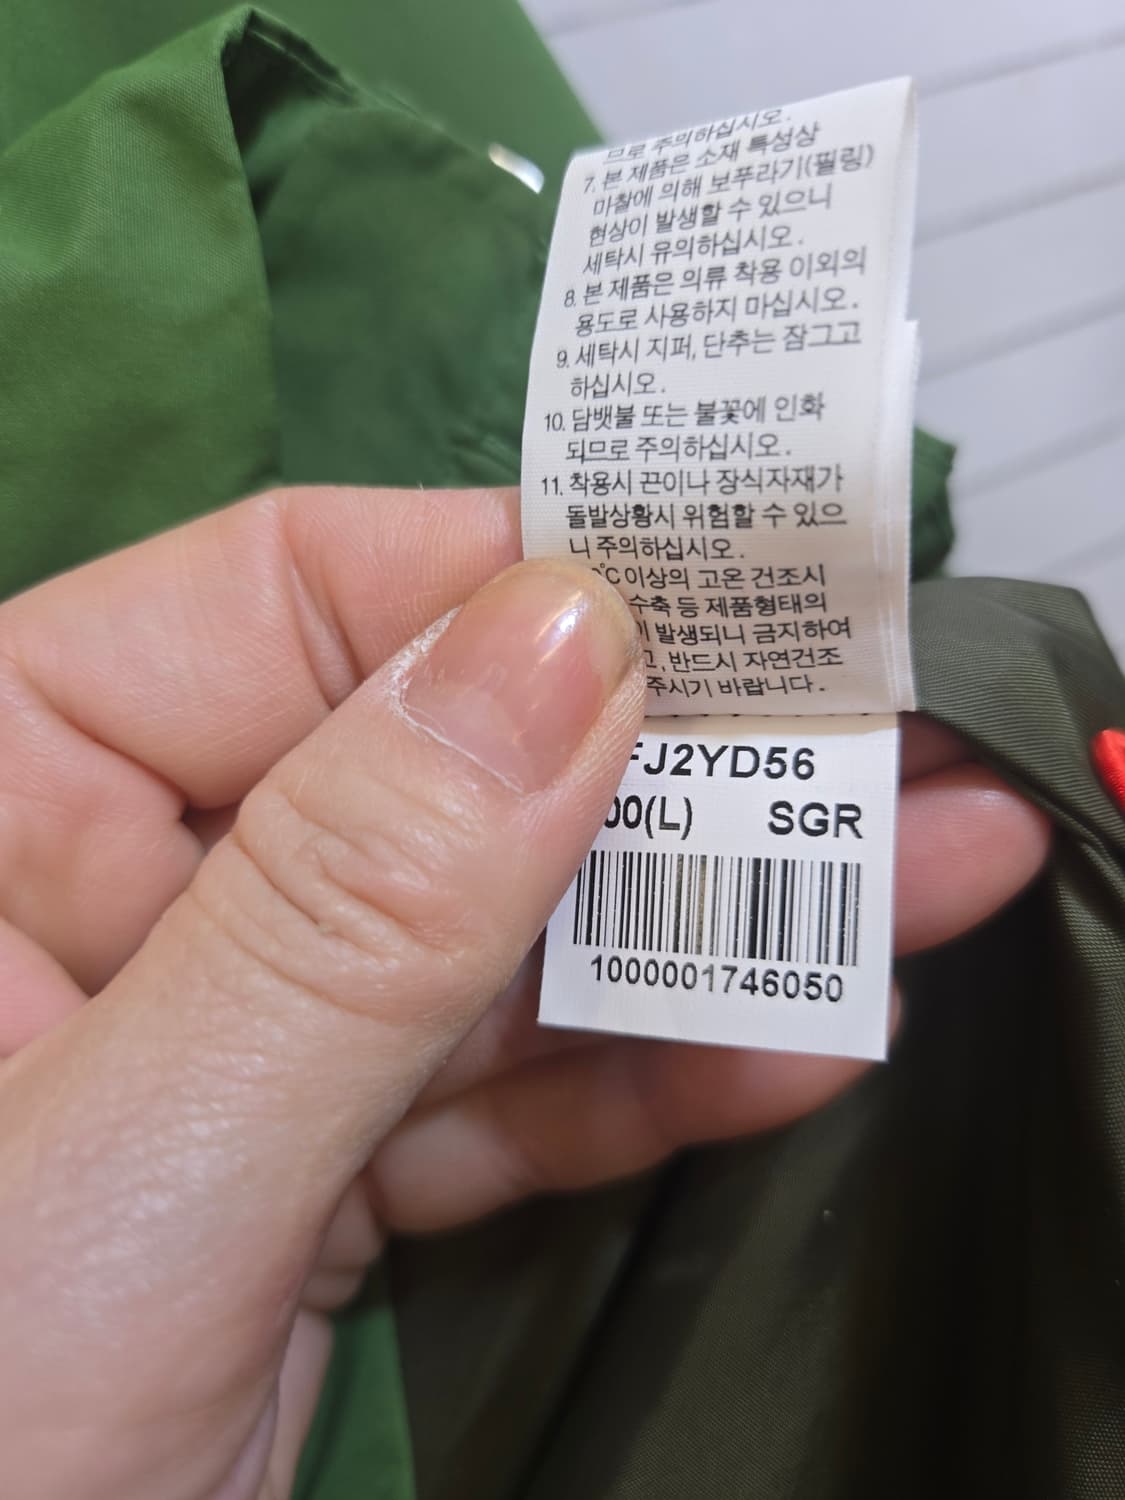 므로 주의하십시오.
7. 본 제품은 소재 특성상
마찰에 의해 보푸라기(필링)
현상이 발생할 수 있으니
세탁시 유의하십시오.
8. 본 제품은 의류 착용 이외의
용도로 사용하지 마십시오.
9. 세탁시 지퍼, 단추는 잠그고
하십시오.
10. 담뱃불 또는 불꽃에 인화
되므로 주의하십시오.
11. 착용시 끈이나 장식자재가
돌발상황시 위험할 수 있으
니 주의하십시오.
℃ 이상의 고온 건조시
수축 등 제품형태의
이 발생되니 금지하여
고, 반드시 자연건조
주시기 바랍니다.
FJ2YD56
00(L) SGR
1000001746050